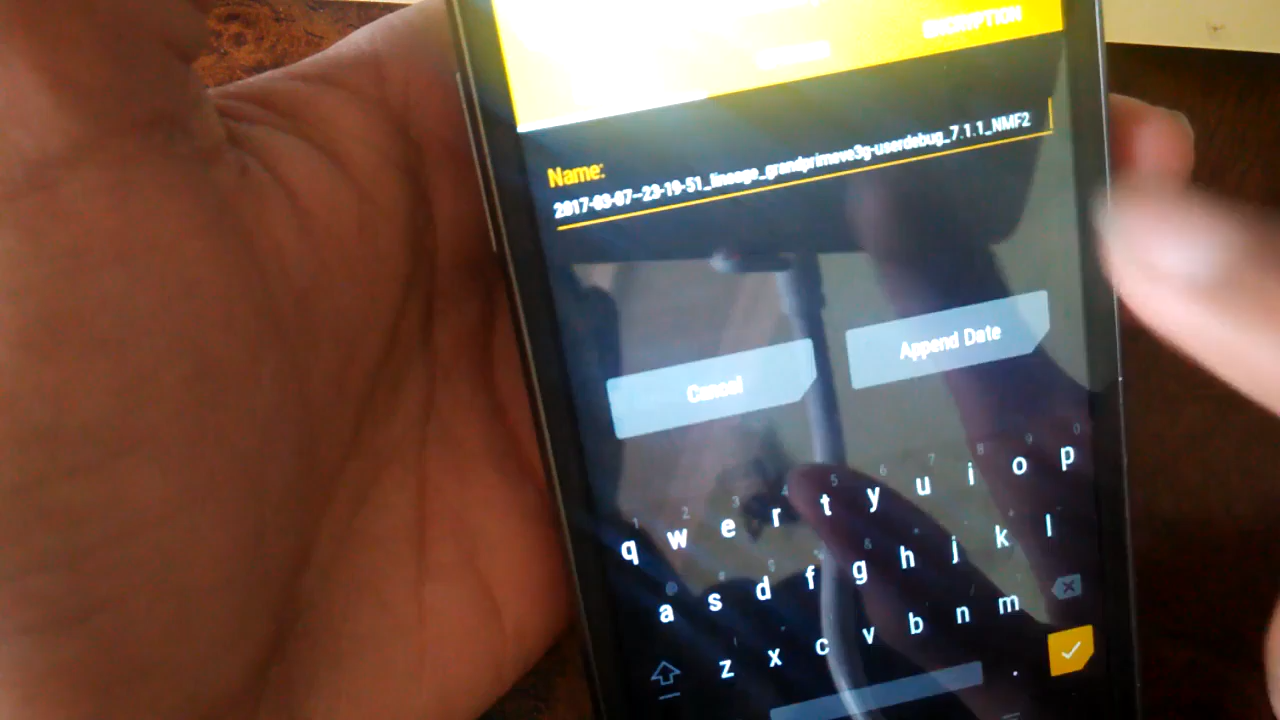 ENCRYPTION
Name:
2017-03-07--23-19-51_lineage_grandprimeve3g-userdebug_7.1.1_NMF2
Cancel
Append Date
1 2 3 4 5 6 7 8 9 0
q w e r t y u i o p
a s d f g h j k l
z x c v b n m
.